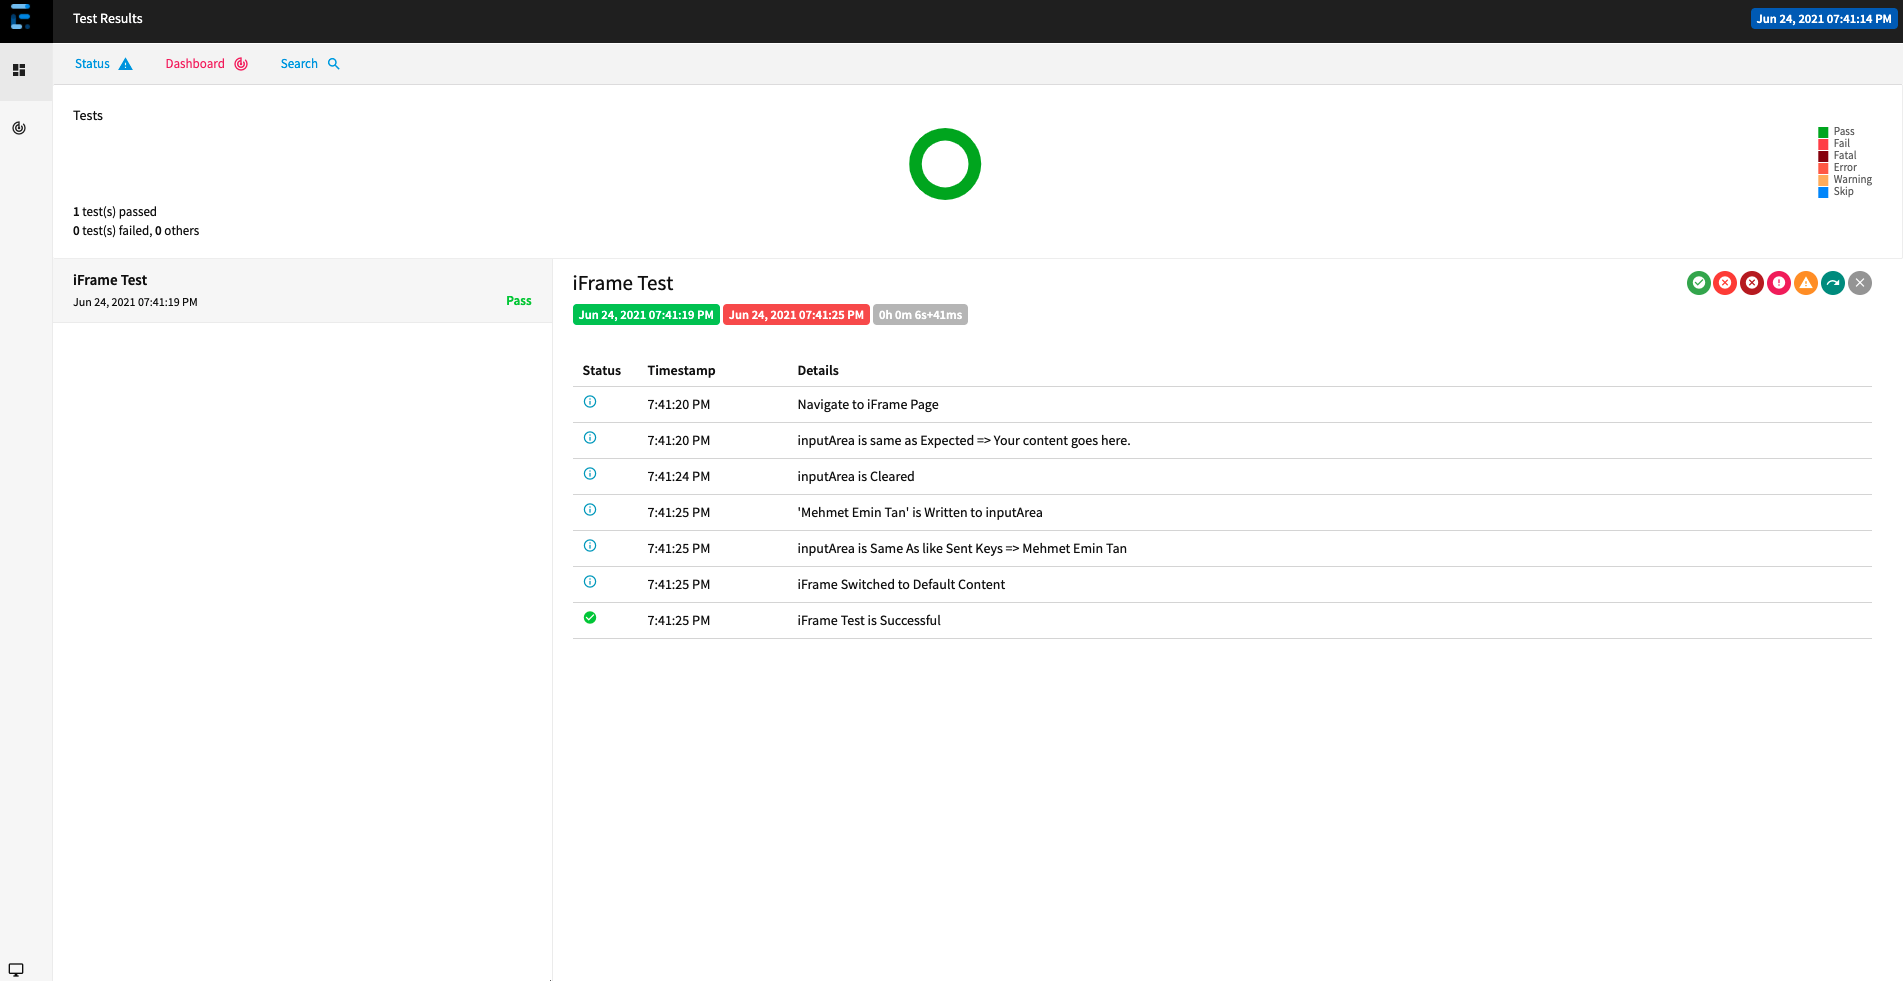 Test Results
Jun 24, 2021 07:41:14 PM
Status
Dashboard
Search
Tests
Pass
Fail
Fatal
Error
Warning
Skip
1 test(s) passed
0 test(s) failed, 0 others
iFrame Test
Jun 24, 2021 07:41:19 PM
Pass
iFrame Test
Jun 24, 2021 07:41:19 PM Jun 24, 2021 07:41:25 PM 0h 0m 6s+41ms
Status Timestamp Details
7:41:20 PM Navigate to iFrame Page
7:41:20 PM inputArea is same as Expected => Your content goes here.
7:41:24 PM inputArea is Cleared
7:41:25 PM 'Mehmet Emin Tan' is Written to inputArea
7:41:25 PM inputArea is Same As like Sent Keys => Mehmet Emin Tan
7:41:25 PM iFrame Switched to Default Content
7:41:25 PM iFrame Test is Successful